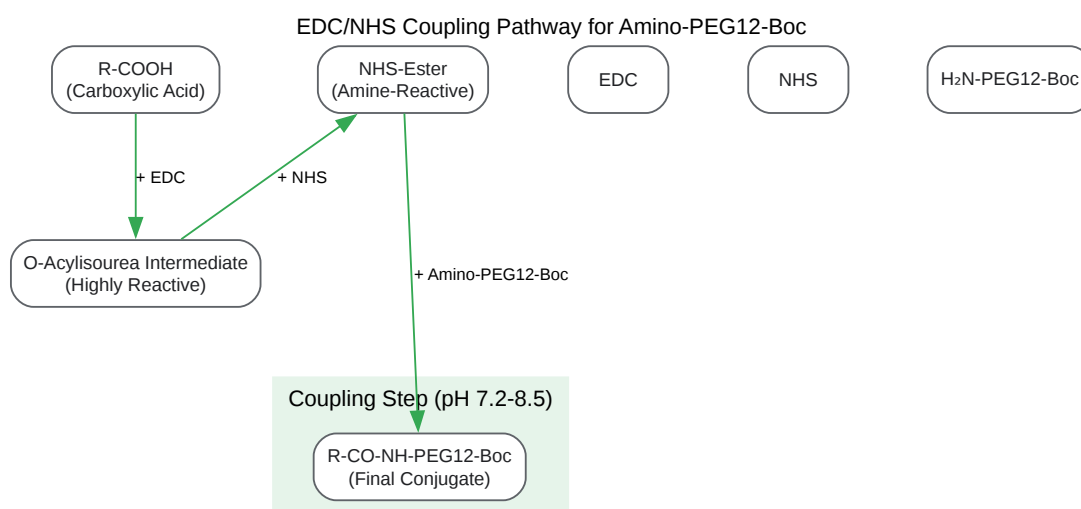 EDC/NHS Coupling Pathway for Amino-PEG12-Boc
R-COOH
(Carboxylic Acid)
NHS-Ester
(Amine-Reactive)
EDC
NHS
H₂N-PEG12-Boc
+ EDC
+ NHS
O-Acylisourea Intermediate
(Highly Reactive)
+ Amino-PEG12-Boc
Coupling Step (pH 7.2-8.5)
R-CO-NH-PEG12-Boc
(Final Conjugate)